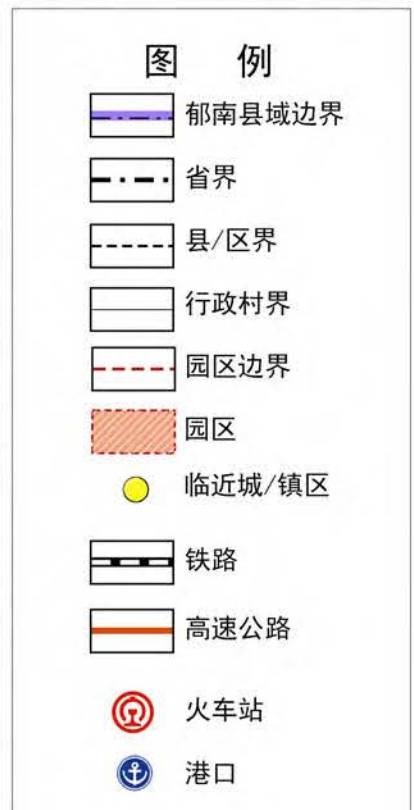 图 例
郁南县域边界
省界
县/区界
行政村界
园区边界
园区
临近城/镇区
铁路
高速公路
火车站
港口